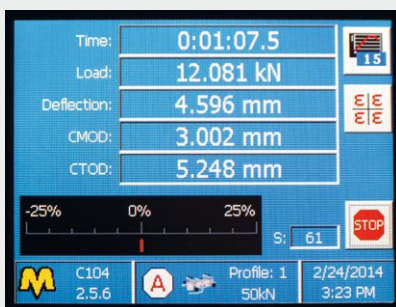 Time: 0:01:07.5
15
Load: 12.081 kN
Deflection: 4.596 mm
ε ε
ε ε
CMOD: 3.002 mm
CTOD: 5.248 mm
-25% 0% 25%
S: 61
STOP
C104
2.5.6
A
Profile: 1
50kN
2/24/2014
3:23 PM